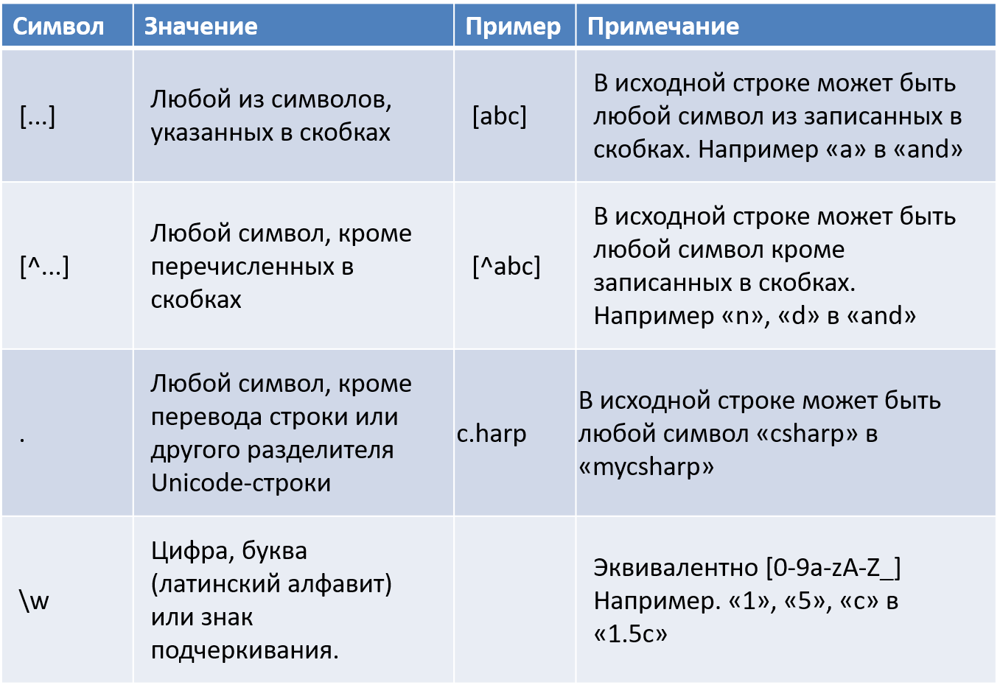 Символ
Значение
Пример
Примечание
[...]
Любой из символов,
указанных в скобках
[abc]
В исходной строке может быть
любой символ из записанных в
скобках. Например «a» в «and»
[^...]
Любой символ, кроме
перечисленных в
скобках
[^abc]
В исходной строке может быть
любой символ кроме
записанных в скобках.
Например «n», «d» в «and»
.
Любой символ, кроме
перевода строки или
другого разделителя
Unicode-строки
c.harp
В исходной строке может быть
любой символ «csharp» в
«mycsharp»
\w
Цифра, буква
(латинский алфавит)
или знак
подчеркивания.
Эквивалентно [0-9a-zA-Z_]
Например. «1», «5», «с» в
«1.5с»